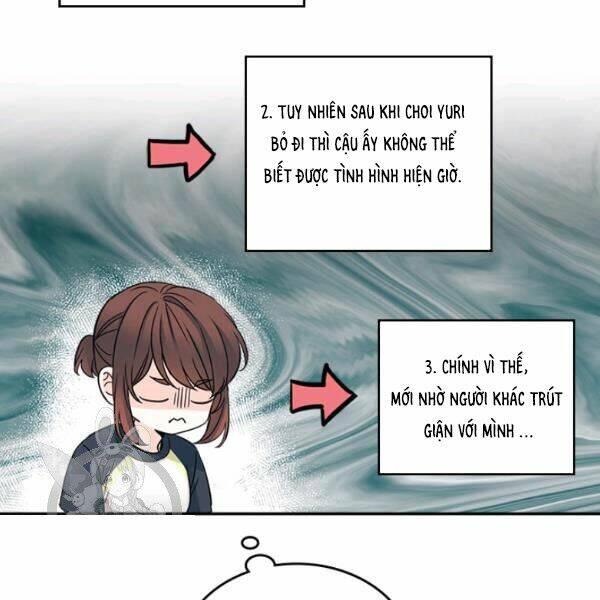 2. TUY NHIÊN SAU KHI CHOI YURI
BỎ ĐI THÌ CẬU ẤY KHÔNG THỂ
BIẾT ĐƯỢC TÌNH HÌNH HIỆN GIỜ.
3. CHÍNH VÌ THẾ,
MỚI NHỜ NGƯỜI KHÁC TRÚT
GIẬN VỚI MÌNH ...